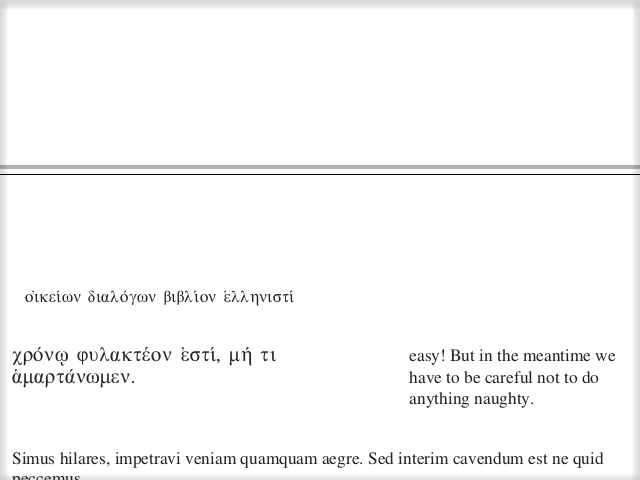 οἰκείων διαλόγων βιβλίον ἑλληνιστί
χρόνῳ φυλακτέον ἐστί, μή τι
ἁμαρτάνωμεν.
easy! But in the meantime we
have to be careful not to do
anything naughty.
Simus hilares, impetravi veniam quamquam aegre. Sed interim cavendum est ne quid
peccemus.